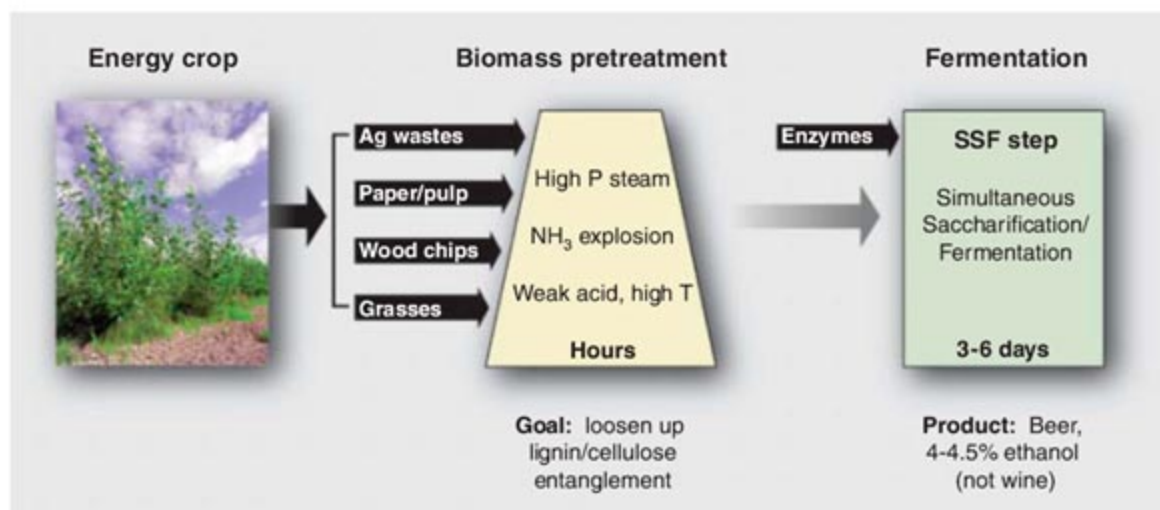 Energy crop
Biomass pretreatment
Fermentation
Ag wastes
Paper/pulp
Wood chips
Grasses
High P steam
NH₃ explosion
Weak acid, high T
Hours
Enzymes
SSF step
Simultaneous
Saccharification/
Fermentation
3-6 days
Goal: loosen up
lignin/cellulose
entanglement
Product: Beer,
4-4.5% ethanol
(not wine)